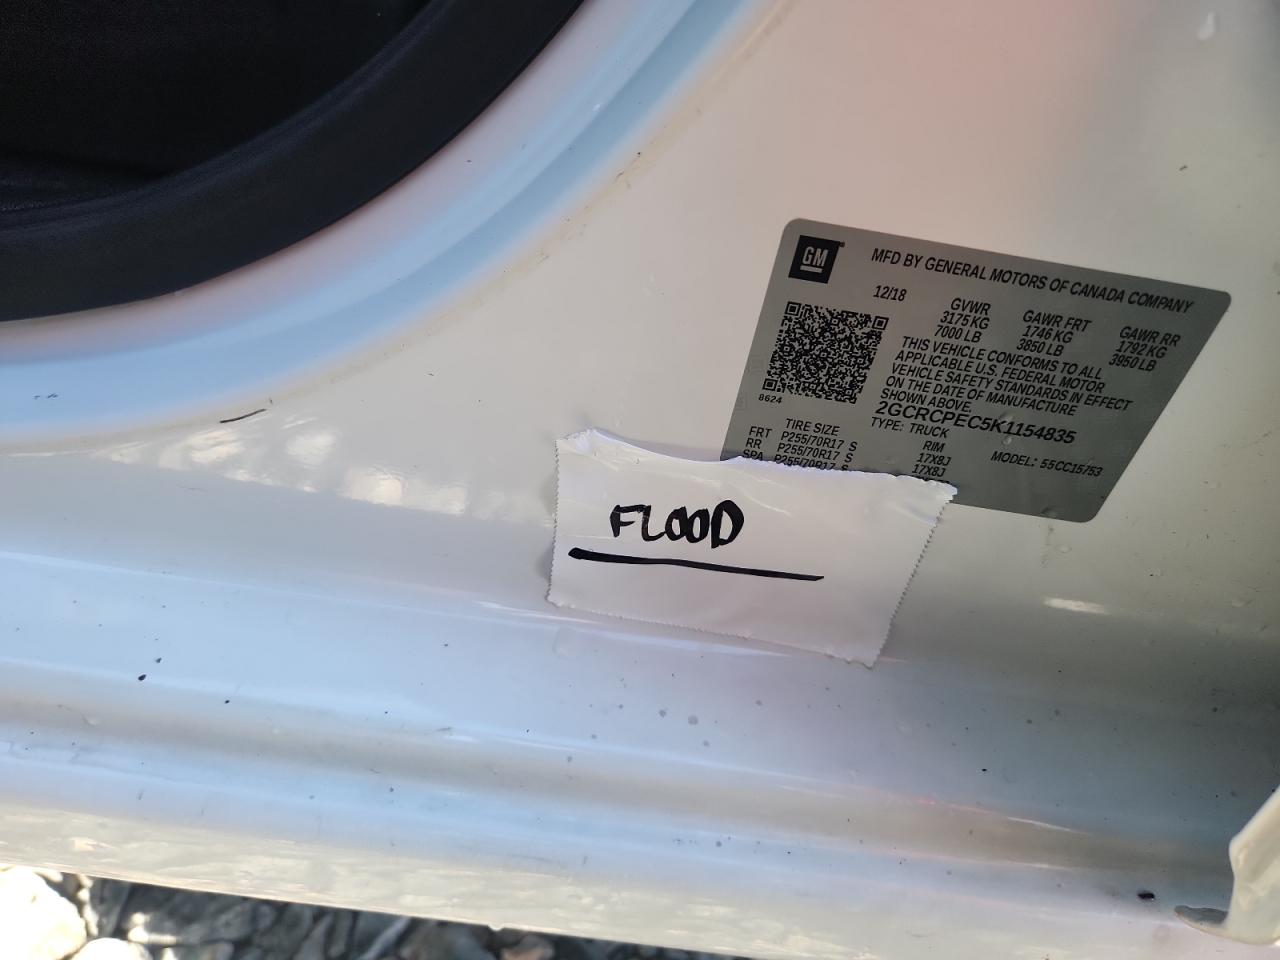 GM
MFD BY GENERAL MOTORS OF CANADA COMPANY
12/18
GVWR
3175 KG
7000 LB
GAWR FRT
1746 KG
3850 LB
GAWR RR
1792 KG
3950 LB
THIS VEHICLE CONFORMS TO ALL
APPLICABLE U.S. FEDERAL MOTOR
VEHICLE SAFETY STANDARDS IN EFFECT
ON THE DATE OF MANUFACTURE
SHOWN ABOVE.
8624
2GCRCPEC5K1154835
TYPE: TRUCK
MODEL: 55CC15753
TIRE SIZE RIM
FRT P255/70R17 S 17X8J
RR P255/70R17 S 17X8J
SPA P255/70R17 S
FLOOD